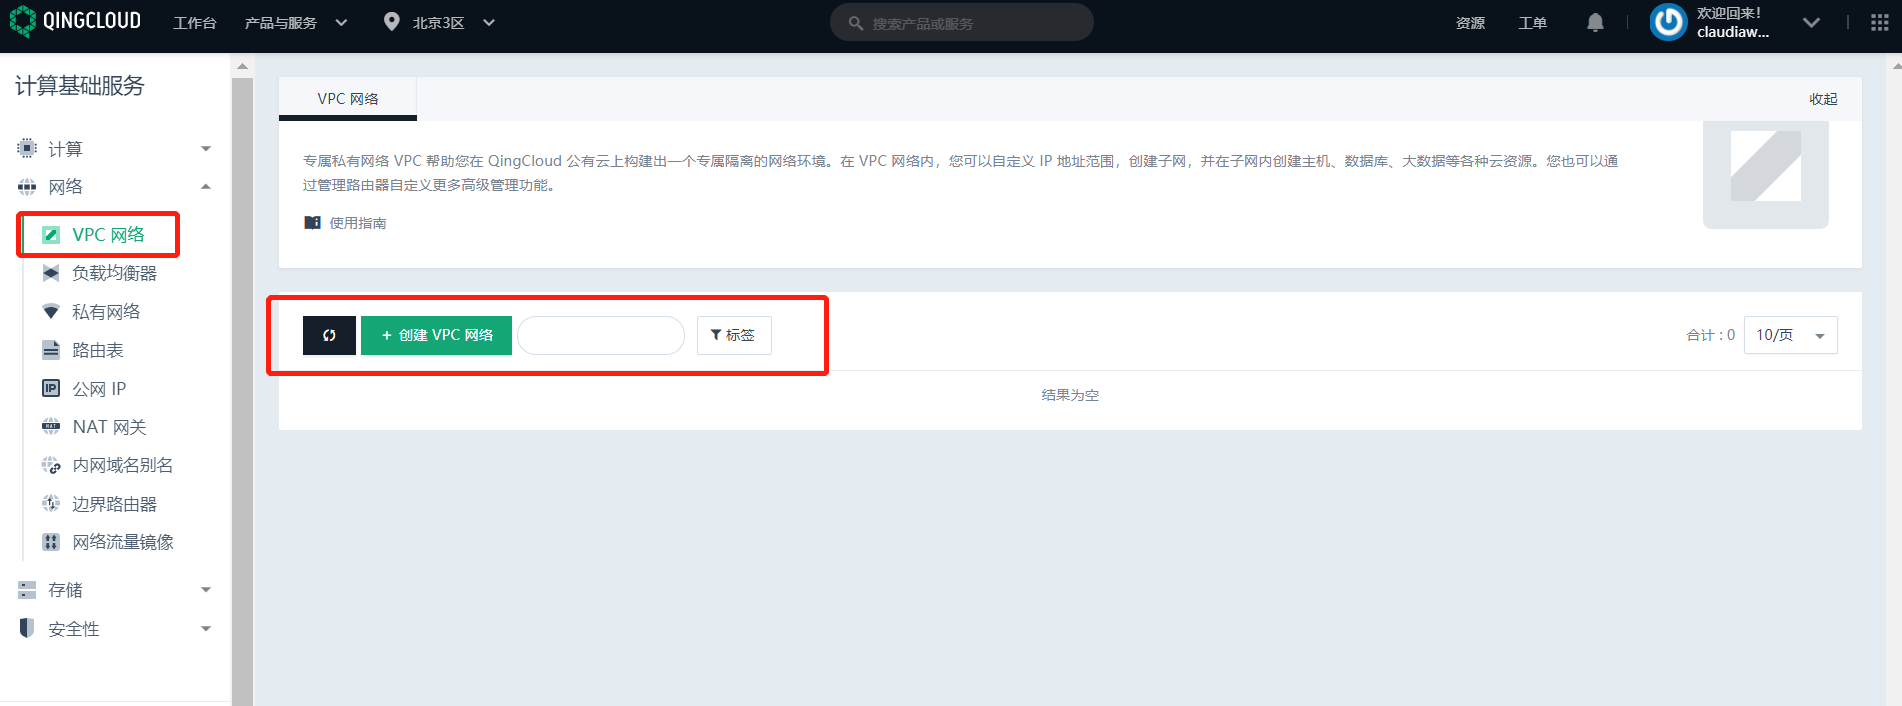 QINGCLOUD
工作台
产品与服务
北京3区
搜索产品或服务
资源
工单
欢迎回来！
claudiaw...
计算基础服务
计算
网络
VPC 网络
负载均衡器
私有网络
路由表
IP 公网 IP
NAT NAT 网关
内网域名别名
边界路由器
网络流量镜像
存储
安全性
VPC 网络
收起
专属私有网络 VPC 帮助您在 QingCloud 公有云上构建出一个专属隔离的网络环境。在 VPC 网络内，您可以自定义 IP 地址范围，创建子网，并在子网内创建主机、数据库、大数据等各种云资源。您也可以通
过管理路由器自定义更多高级管理功能。
使用指南
+ 创建 VPC 网络
标签
合计 : 0
10/页
结果为空